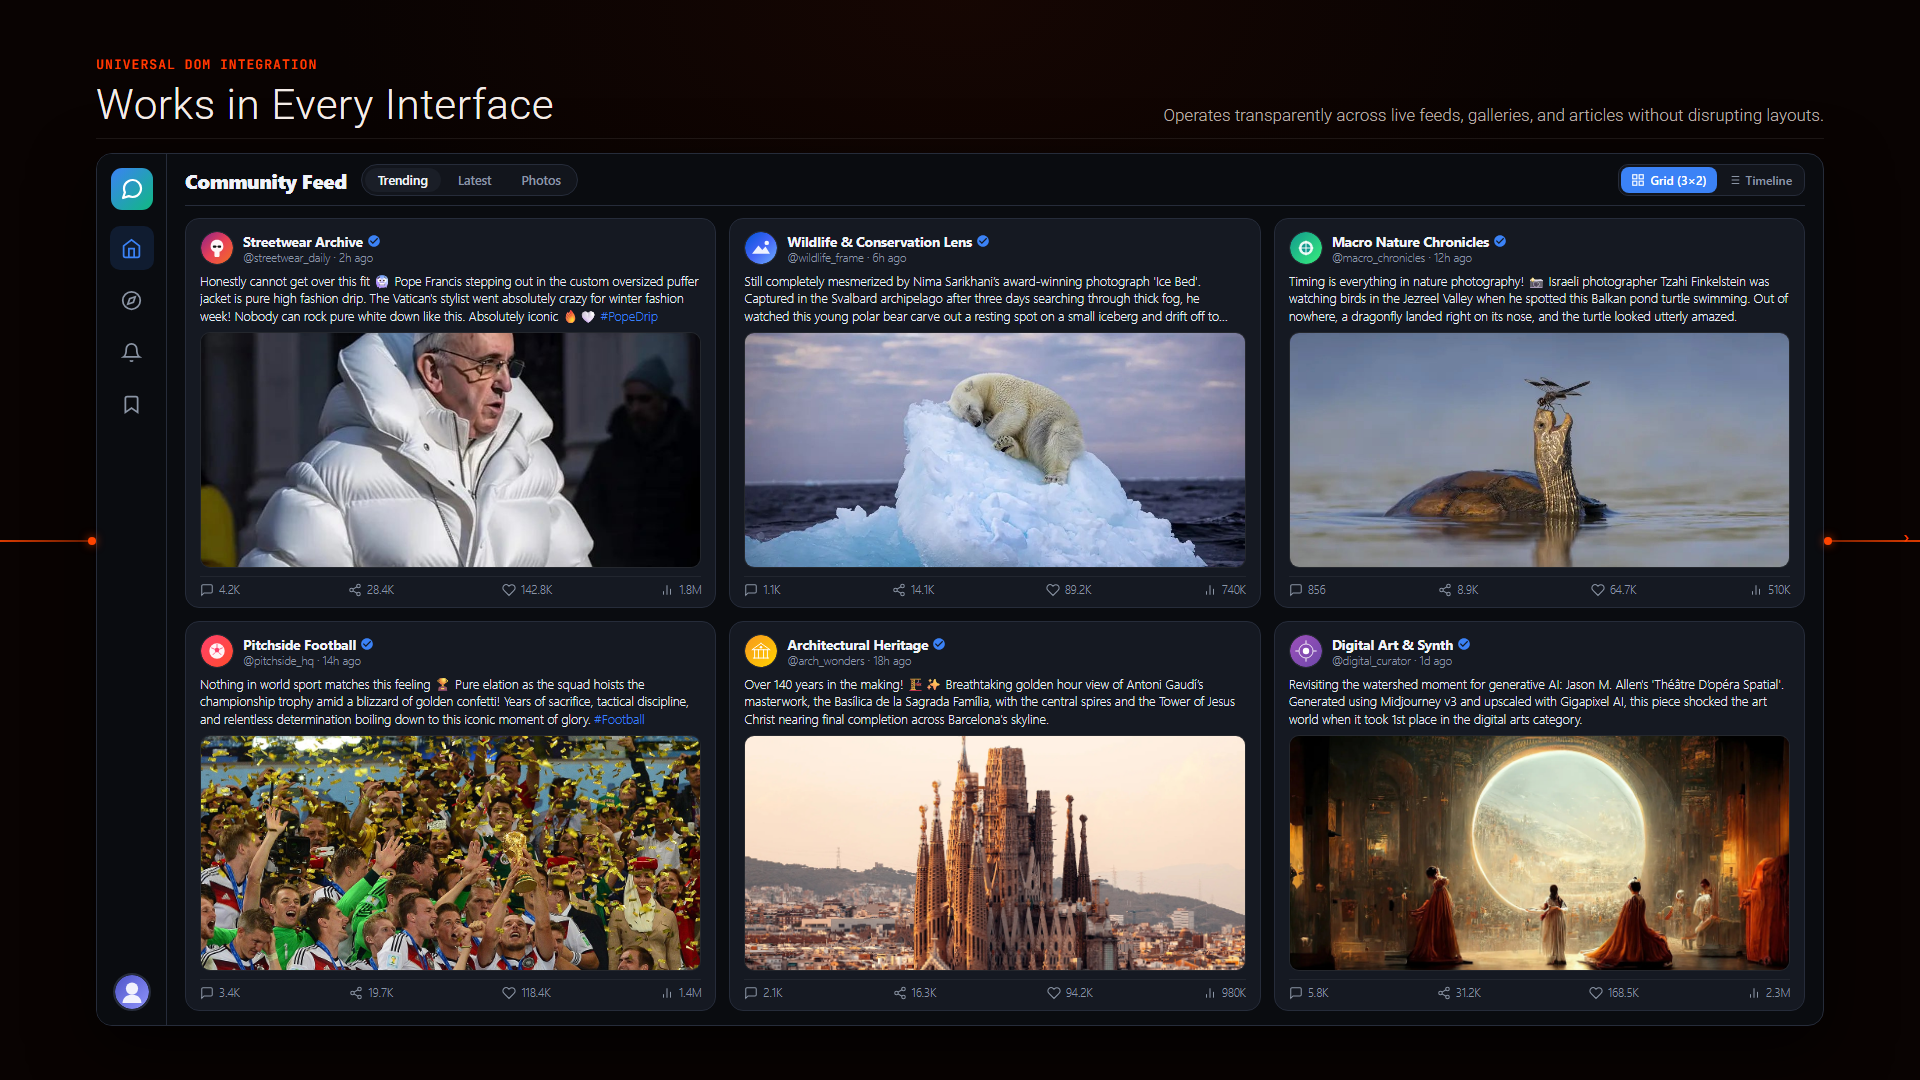 UNIVERSAL DOM INTEGRATION
Works in Every Interface
Operates transparently across live feeds, galleries, and articles without disrupting layouts.
Community Feed
Trending
Latest
Photos
Grid (3×2)
Timeline
Streetwear Archive
@streetwear_daily · 2h ago
Honestly cannot get over this fit 🥶 Pope Francis stepping out in the custom oversized puffer
jacket is pure high fashion drip. The Vatican's stylist went absolutely crazy for winter fashion
week! Nobody can rock pure white down like this. Absolutely iconic 🔥 🤍 #PopeDrip
4.2K
28.4K
142.8K
1.8M
Wildlife & Conservation Lens
@wildlife_frame · 6h ago
Still completely mesmerized by Nima Sarikhani's award-winning photograph 'Ice Bed'.
Captured in the Svalbard archipelago after three days searching through thick fog, he
watched this young polar bear carve out a resting spot on a small iceberg and drift off to...
1.1K
14.1K
89.2K
740K
Macro Nature Chronicles
@macro_chronicles · 12h ago
Timing is everything in nature photography! 📸 Israeli photographer Tzahi Finkelstein was
watching birds in the Jezreel Valley when he spotted this Balkan pond turtle swimming. Out of
nowhere, a dragonfly landed right on its nose, and the turtle looked utterly amazed.
856
8.9K
64.7K
510K
Pitchside Football
@pitchside_hq · 14h ago
Nothing in world sport matches this feeling 🏆 Pure elation as the squad hoists the
championship trophy amid a blizzard of golden confetti! Years of sacrifice, tactical discipline,
and relentless determination boiling down to this iconic moment of glory. #Football
3.4K
19.7K
118.4K
1.4M
Architectural Heritage
@arch_wonders · 18h ago
Over 140 years in the making! 🏗️ ✨ Breathtaking golden hour view of Antoni Gaudí's
masterwork, the Basílica de la Sagrada Família, with the central spires and the Tower of Jesus
Christ nearing final completion across Barcelona's skyline.
2.1K
16.3K
94.2K
980K
Digital Art & Synth
@digital_curator · 1d ago
Revisiting the watershed moment for generative AI: Jason M. Allen's 'Théâtre D'opéra Spatial'.
Generated using Midjourney v3 and upscaled with Gigapixel AI, this piece shocked the art
world when it took 1st place in the digital arts category.
5.8K
31.2K
168.5K
2.3M